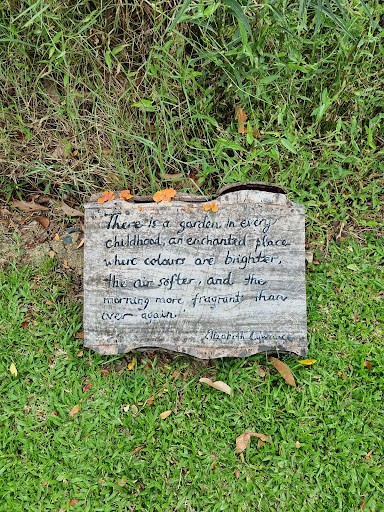 There is a garden in every
childhood, an enchanted place
where colours are brighter,
the air softer, and the
morning more fragrant than
ever again.'
Elizabeth Lawrence